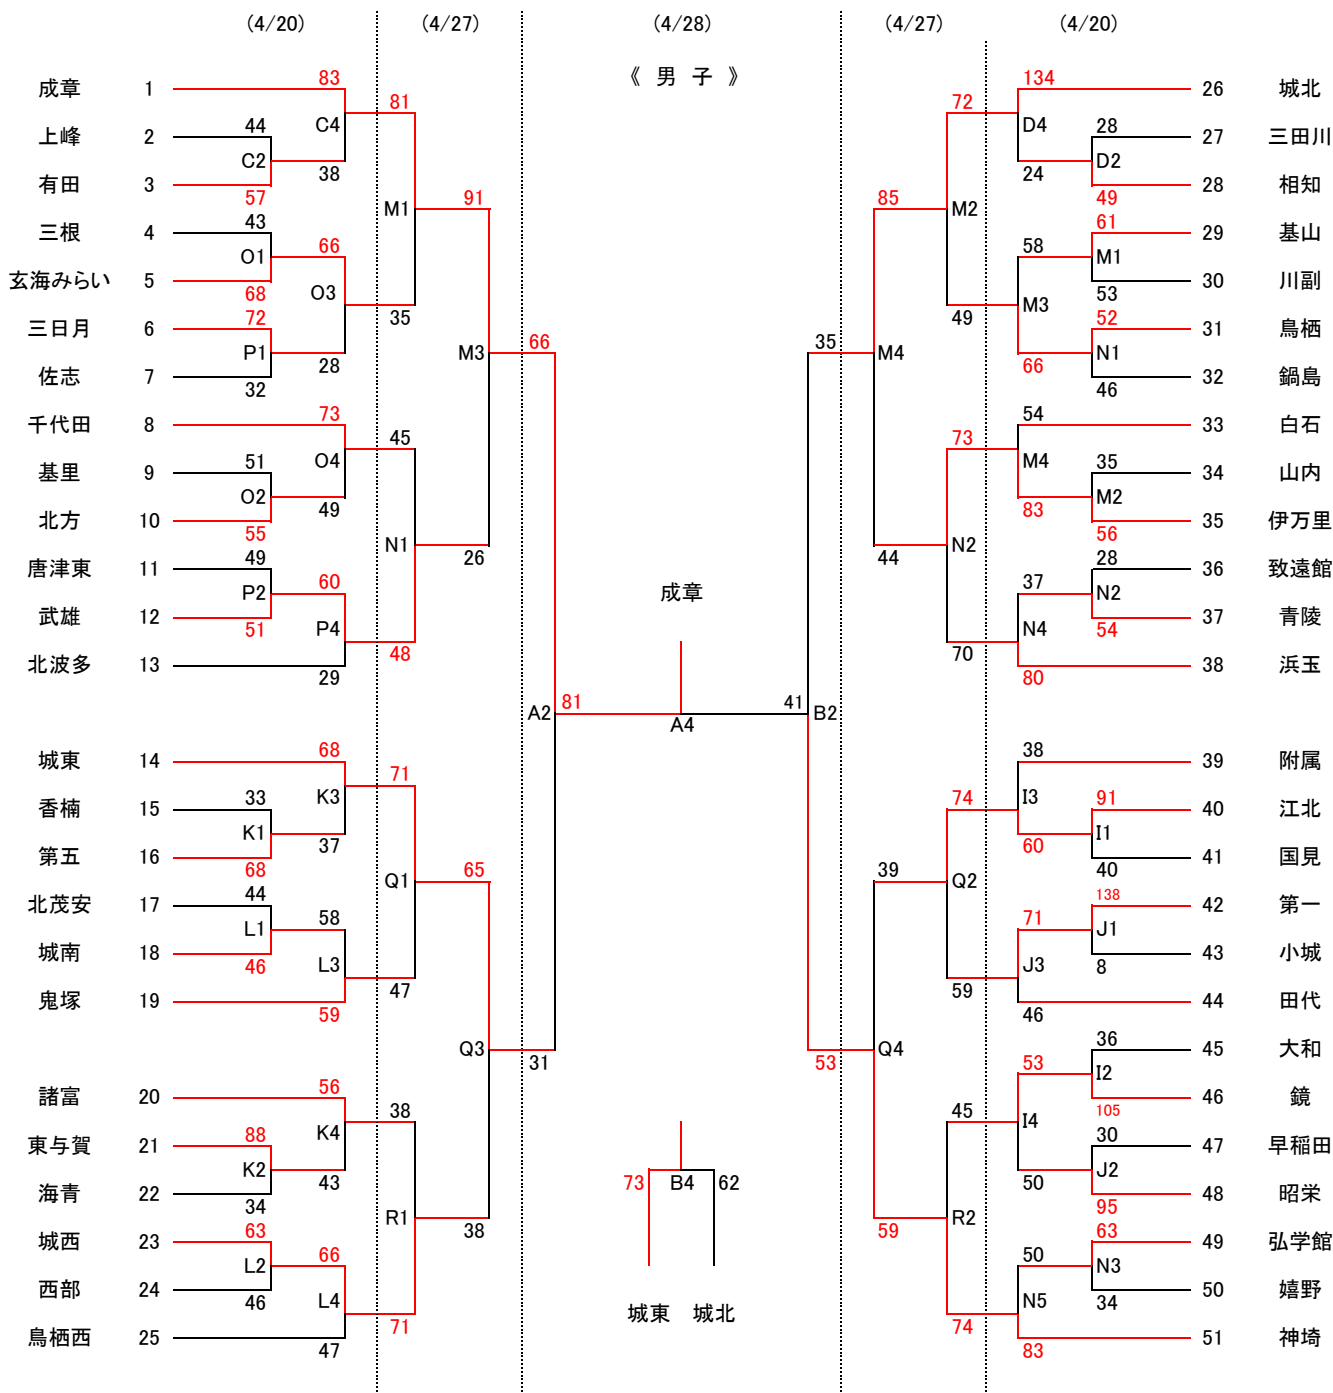 (4/20) (4/27) (4/28) (4/27) (4/20)
《 男 子 》
83 134
成章 1 26 城北
81 72
C4 D4
44 28
上峰 2 27 三田川
C2 D2
38 24
有田 3 28 相知
57 91 85 49
M1 M2
43 61
三根 4 29 基山
66 58
O1 M1
玄海みらい 5 30 川副
68 O3 M3 53
72 35 49 52
三日月 6 31 鳥栖
66 35
P1 M3 M4 N1
28 66
佐志 7 32 鍋島
32 46
73 54
千代田 8 33 白石
45 73
O4 M4
51 35
基里 9 34 山内
O2 M2
49 83
北方 10 35 伊万里
55 56
N1 26 44 N2
49 28
唐津東 11 36 致遠館
60 37
P2 N2
成章
武雄 12 37 青陵
51 P4 N4 54
48 70
北波多 13 38 浜玉
29 80
81 41
A2 A4 B2
68 38
城東 14 39 附属
71 74
K3 I3
33 91
香楠 15 40 江北
K1 I1
37 60
第五 16 41 国見
68 65 39 40
Q1 Q2
44 138
北茂安 17 42 第一
58 71
L1 J1
城南 18 43 小城
46 L3 J3 8
47 59
鬼塚 19 44 田代
59 46
36
Q3 Q4 大和 45
31 53
53 I2
56
諸富 20 46 鏡
38 45 105
K4 I4
88 30
東与賀 21 47 早稲田
K2 J2
73 B4 62
43 50
海青 22 48 昭栄
34 95
R1 38 59 R2
63 63
城西 23 49 弘学館
66 50
L2 N3
西部 24 50 嬉野
46 L4 N5 34
城東 城北
71 74
鳥栖西 25 51 神埼
47 83